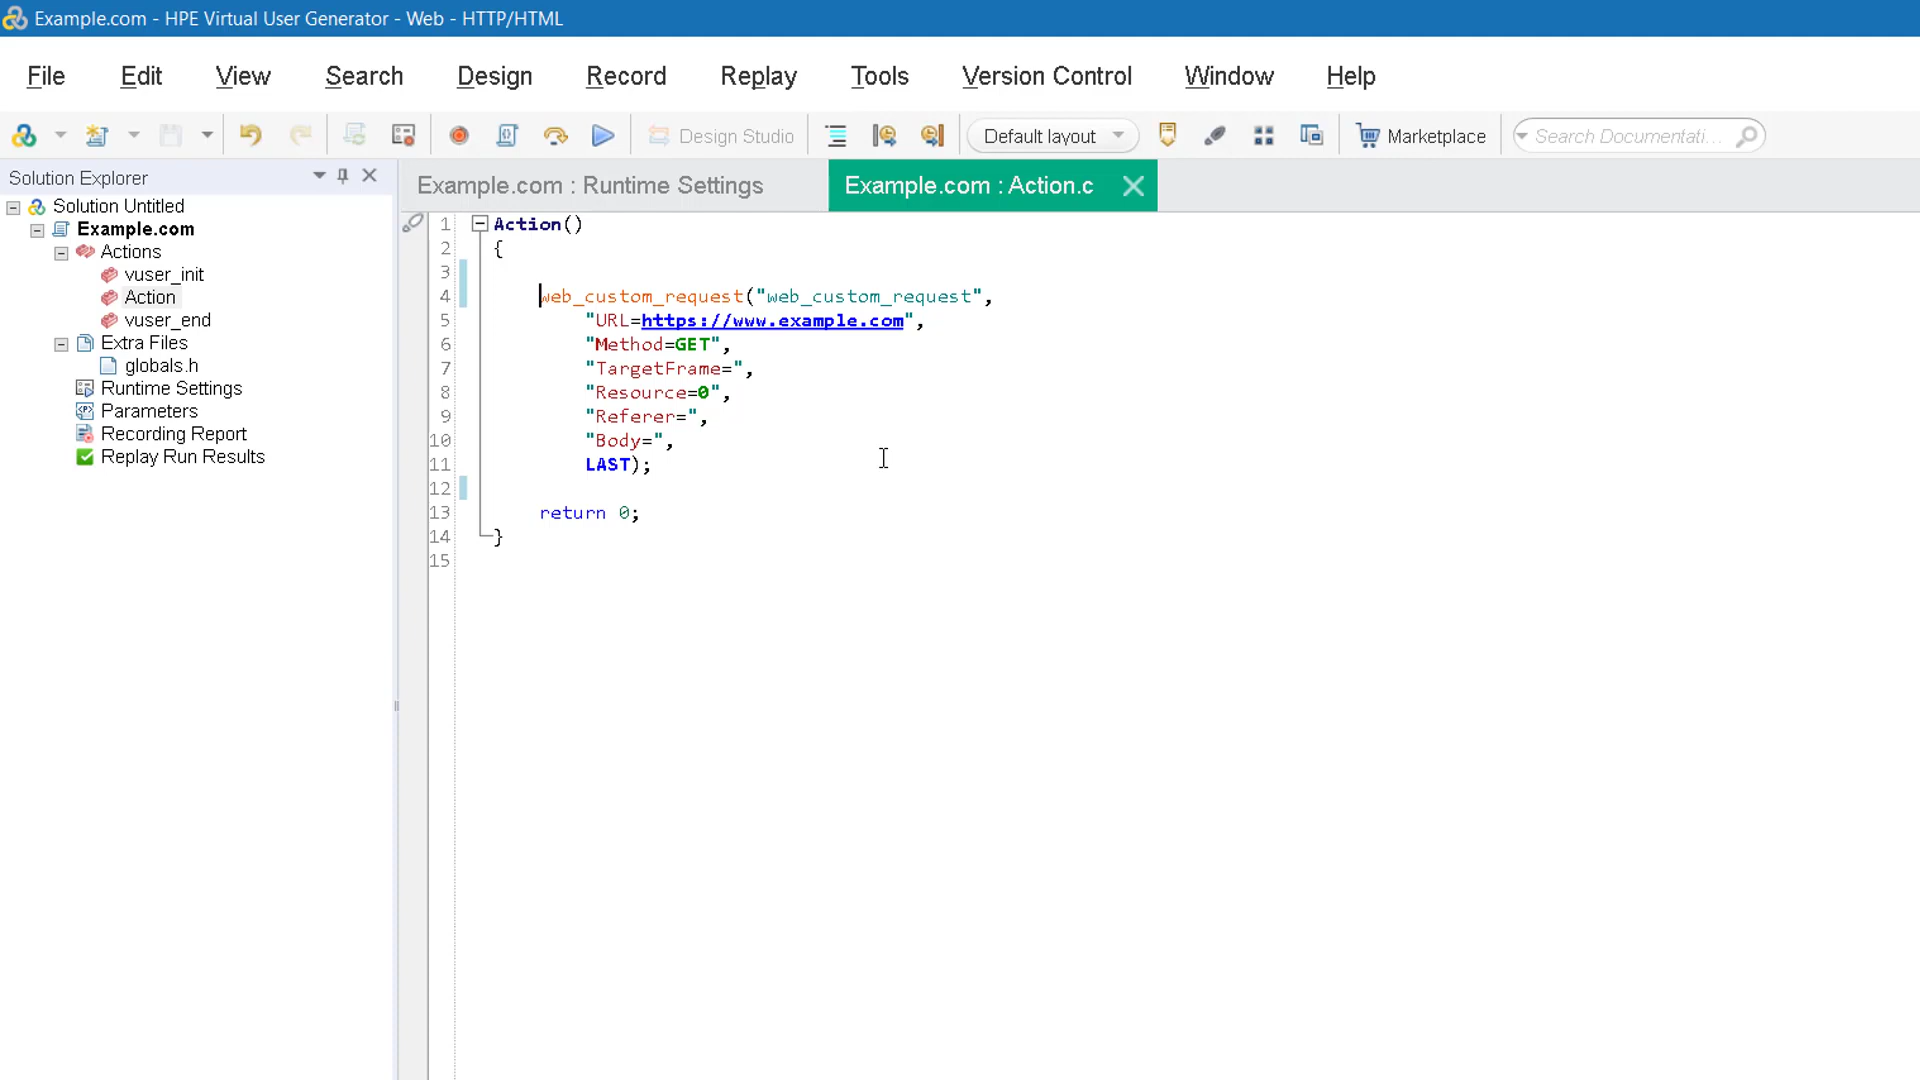 Example.com - HPE Virtual User Generator - Web - HTTP/HTML
File Edit View Search Design Record Replay Tools Version Control Window Help
Design Studio Default layout Marketplace Search Documentati...
Solution Explorer
Solution Untitled
Example.com
Actions
vuser_init
Action
vuser_end
Extra Files
globals.h
Runtime Settings
Parameters
Recording Report
Replay Run Results
Example.com : Runtime Settings Example.com : Action.c
1 Action()
2 {
3
4 web_custom_request("web_custom_request",
5 "URL=https://www.example.com",
6 "Method=GET",
7 "TargetFrame=",
8 "Resource=0",
9 "Referer=",
10 "Body=",
11 LAST);
12
13 return 0;
14 }
15